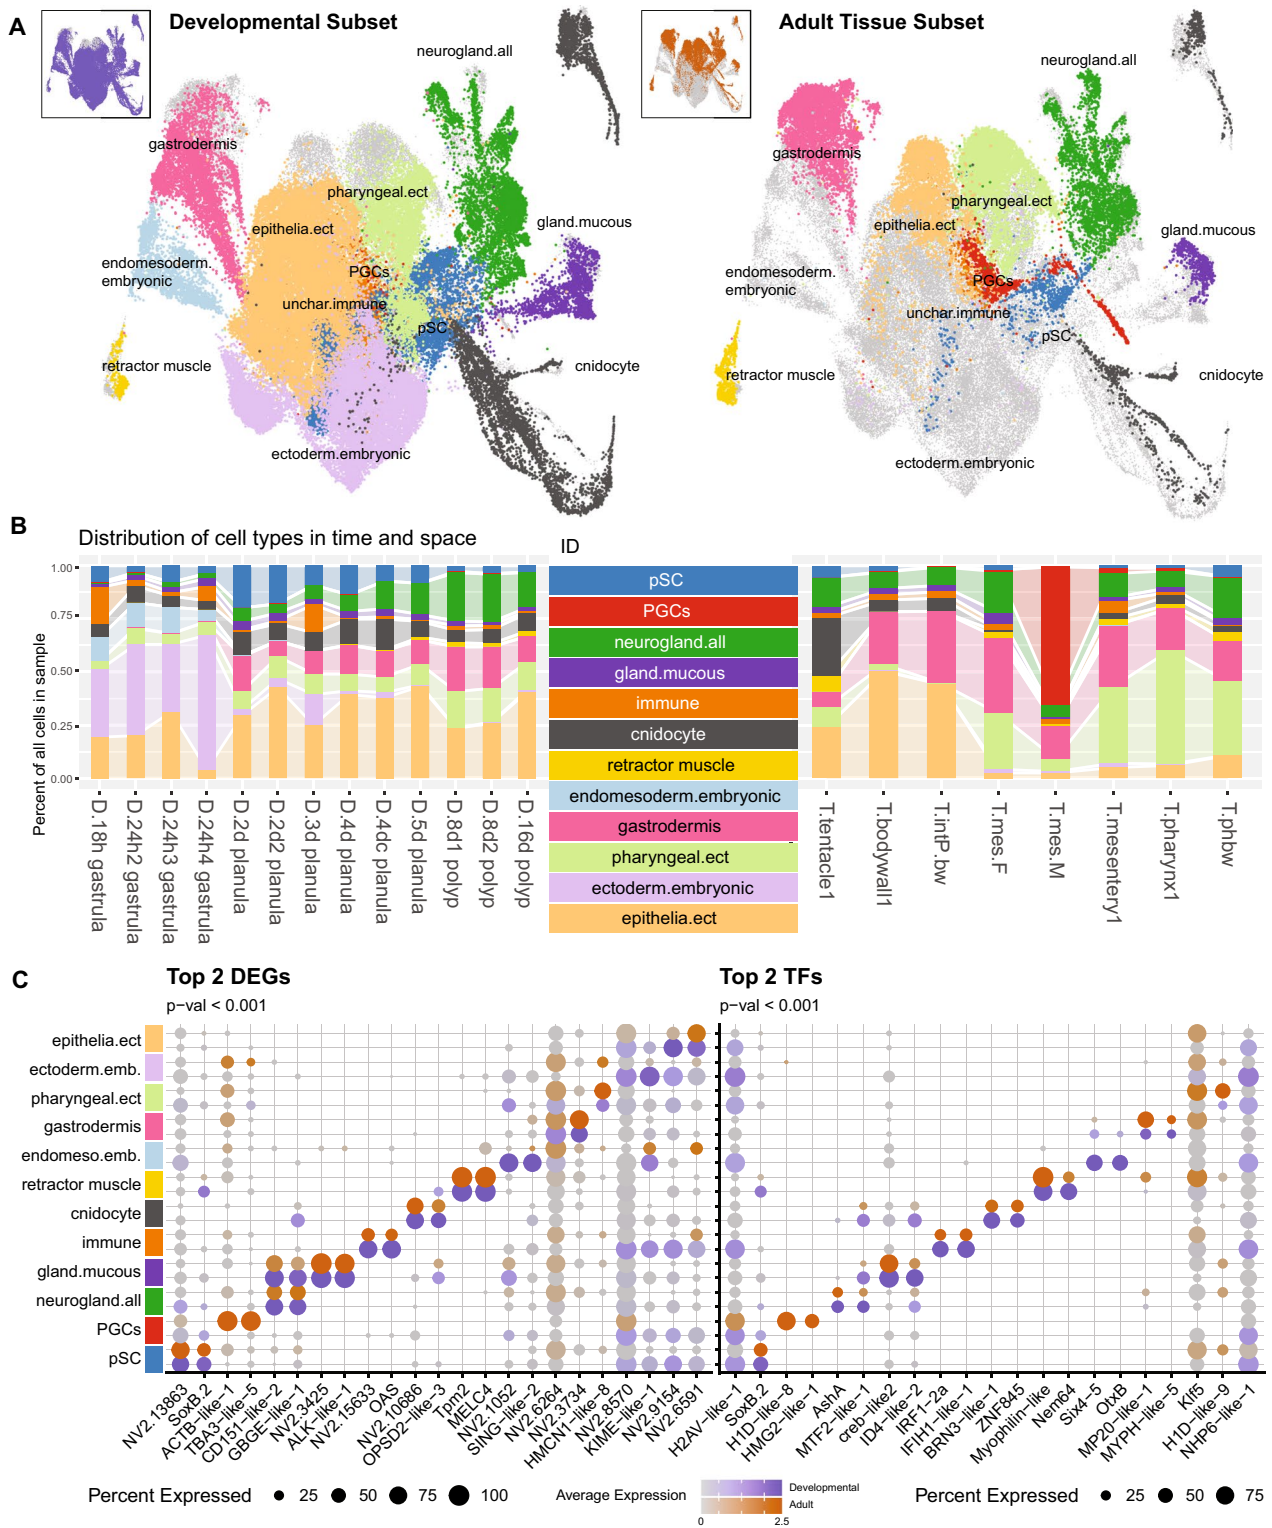 A
Developmental Subset
Adult Tissue Subset
neurogland.all
gastrodermis
pharyngeal.ect
epithelia.ect
gland.mucous
endomesoderm.
embryonic
PGCs
unchar.immune
pSC
retractor muscle
cnidocyte
ectoderm.embryonic
neurogland.all
gastrodermis
pharyngeal.ect
epithelia.ect
gland.mucous
endomesoderm.
embryonic
PGCs
unchar.immune
pSC
retractor muscle
cnidocyte
ectoderm.embryonic
B
Distribution of cell types in time and space
ID
Percent of all cells in sample
1.00
0.75
0.50
0.25
0.00
pSC
PGCs
neurogland.all
gland.mucous
immune
cnidocyte
retractor muscle
endomesoderm.embryonic
gastrodermis
pharyngeal.ect
ectoderm.embryonic
epithelia.ect
D.18h gastrula
D.24h2 gastrula
D.24h3 gastrula
D.24h4 gastrula
D.2d planula
D.2d2 planula
D.3d planula
D.4d planula
D.4dc planula
D.5d planula
D.8d1 polyp
D.8d2 polyp
D.16d polyp
T.tentacle1
T.bodywall1
T.intP.bw
T.mes.F
T.mes.M
T.mesentery1
T.pharynx1
T.phbw
C
Top 2 DEGs
p−val < 0.001
Top 2 TFs
p−val < 0.001
epithelia.ect
ectoderm.emb.
pharyngeal.ect
gastrodermis
endomeso.emb.
retractor muscle
cnidocyte
immune
gland.mucous
neurogland.all
PGCs
pSC
NV2.13863
SoxB.2
ACTB−like−1
TBA3−like−5
CD151−like−2
GBGE−like−1
NV2.3425
ALK−like−1
NV2.15633
OAS
NV2.10686
OPSD2−like−3
Tpm2
MELC4
NV2.1052
SING−like−2
NV2.6264
NV2.3734
HMCN1−like−8
NV2.8570
KIME−like−1
NV2.9154
NV2.6591
H2AV−like−1
SoxB.2
H1D−like−8
HMG2−like−1
AshA
MTF2−like−1
creb−like2
ID4−like−2
IRF1−2a
IFIH1−like−1
BRN3−like−1
ZNF845
Myophilin−like
Nem64
Six4−5
OtxB
MP20−like−1
MYPH−like−5
Klf5
H1D−like−9
NHP6−like−1
Percent Expressed
25
50
75
100
Average Expression
Developmental
Adult
0
2.5
Percent Expressed
25
50
75